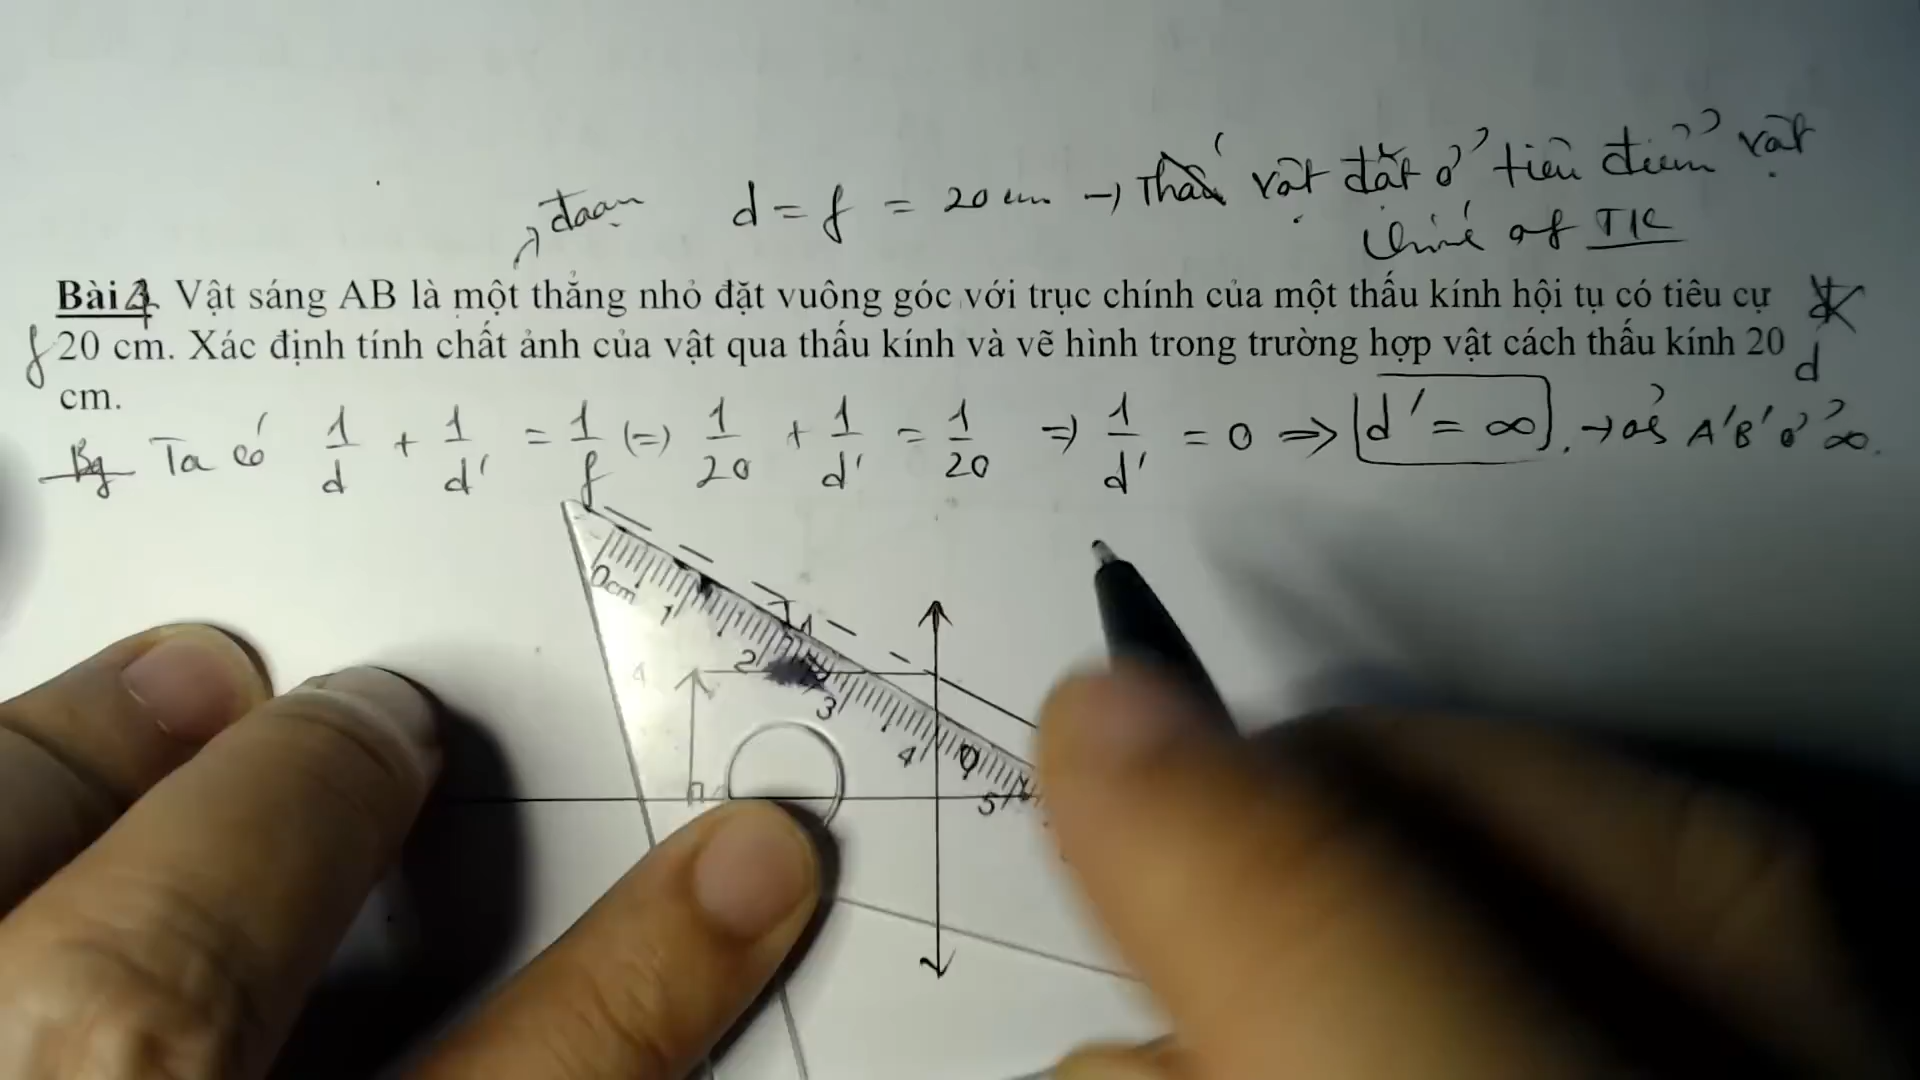 d = f = 20 cm → vật đặt ở tiêu điểm vật
đoạn
chính of TK
Bài 4 Vật sáng AB là một thẳng nhỏ đặt vuông góc với trục chính của một thấu kính hội tụ có tiêu cự
f 20 cm. Xác định tính chất ảnh của vật qua thấu kính và vẽ hình trong trường hợp vật cách thấu kính 20 d
cm.
Bg Ta có 1/d + 1/d' = 1/f (=) 1/20 + 1/d' = 1/20 => 1/d' = 0 => d' = ∞. → ảs A'B' ở ∞.
0cm 1 2 3 4 5